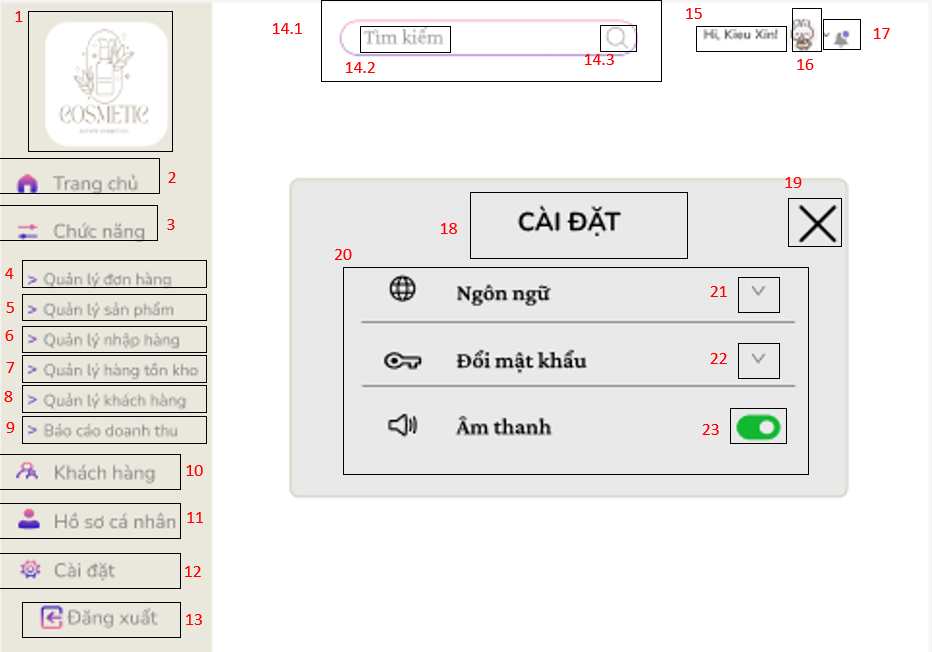 1
COSMETIC
2
Trang chủ
3
Chức năng
4
> Quản lý đơn hàng
5
> Quản lý sản phẩm
6
> Quản lý nhập hàng
7
> Quản lý hàng tồn kho
8
> Quản lý khách hàng
9
> Báo cáo doanh thu
Khách hàng
10
Hồ sơ cá nhân
11
Cài đặt
12
Đăng xuất
13
14.1
Tìm kiếm
14.2
14.3
15
Hi, Kieu Xin!
16
17
18
CÀI ĐẶT
19
20
Ngôn ngữ
21
Đổi mật khẩu
22
Âm thanh
23